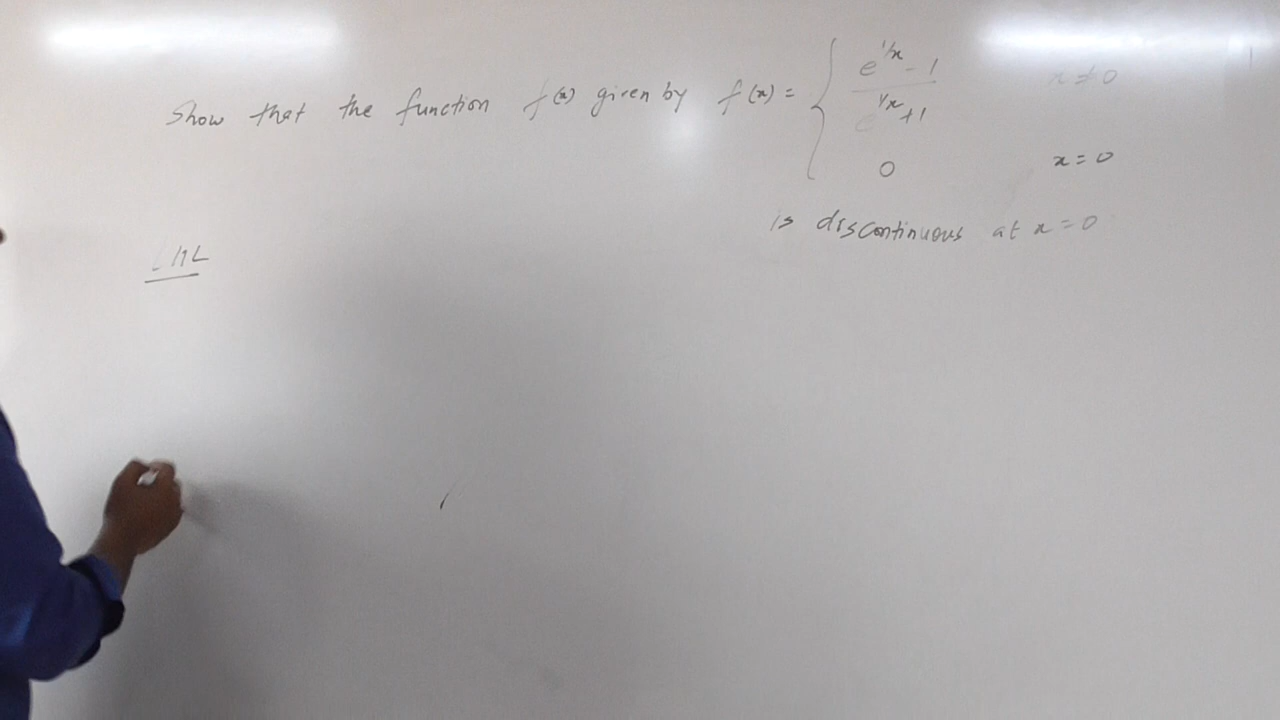 Show that the function f(x) given by f(x) = { e^1/x - 1 / e^1/x + 1 x ≠ 0
0 x = 0
is discontinuous at x = 0
LHL